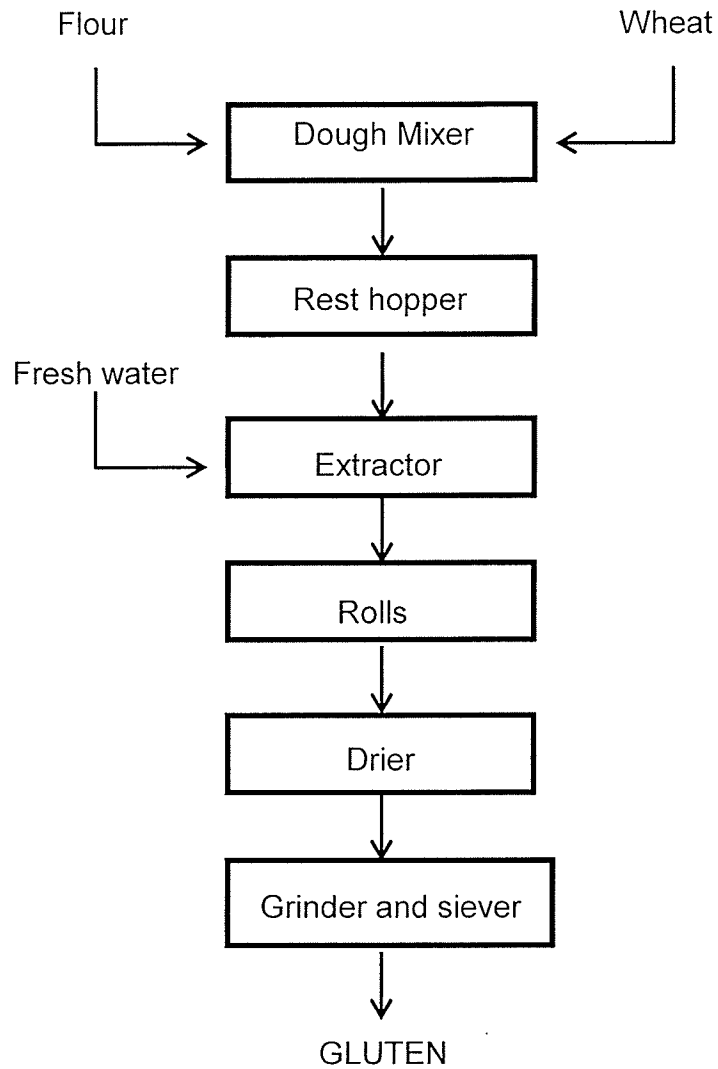 Flour
Wheat
Dough Mixer
Rest hopper
Fresh water
Extractor
Rolls
Drier
Grinder and siever
GLUTEN